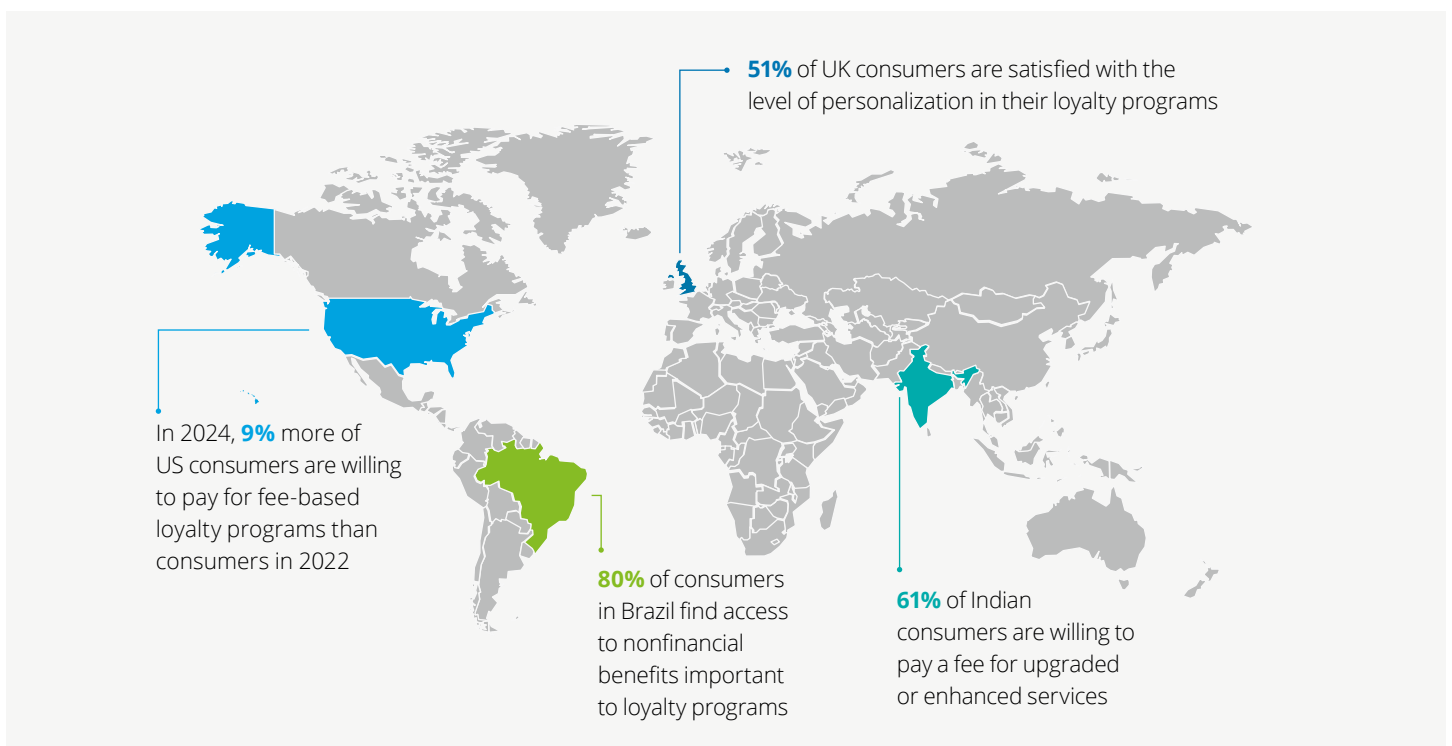 51% of UK consumers are satisfied with the
level of personalization in their loyalty programs
In 2024, 9% more of
US consumers are willing
to pay for fee-based
loyalty programs than
consumers in 2022
80% of consumers
in Brazil find access
to nonfinancial
benefits important
to loyalty programs
61% of Indian
consumers are willing to
pay a fee for upgraded
or enhanced services